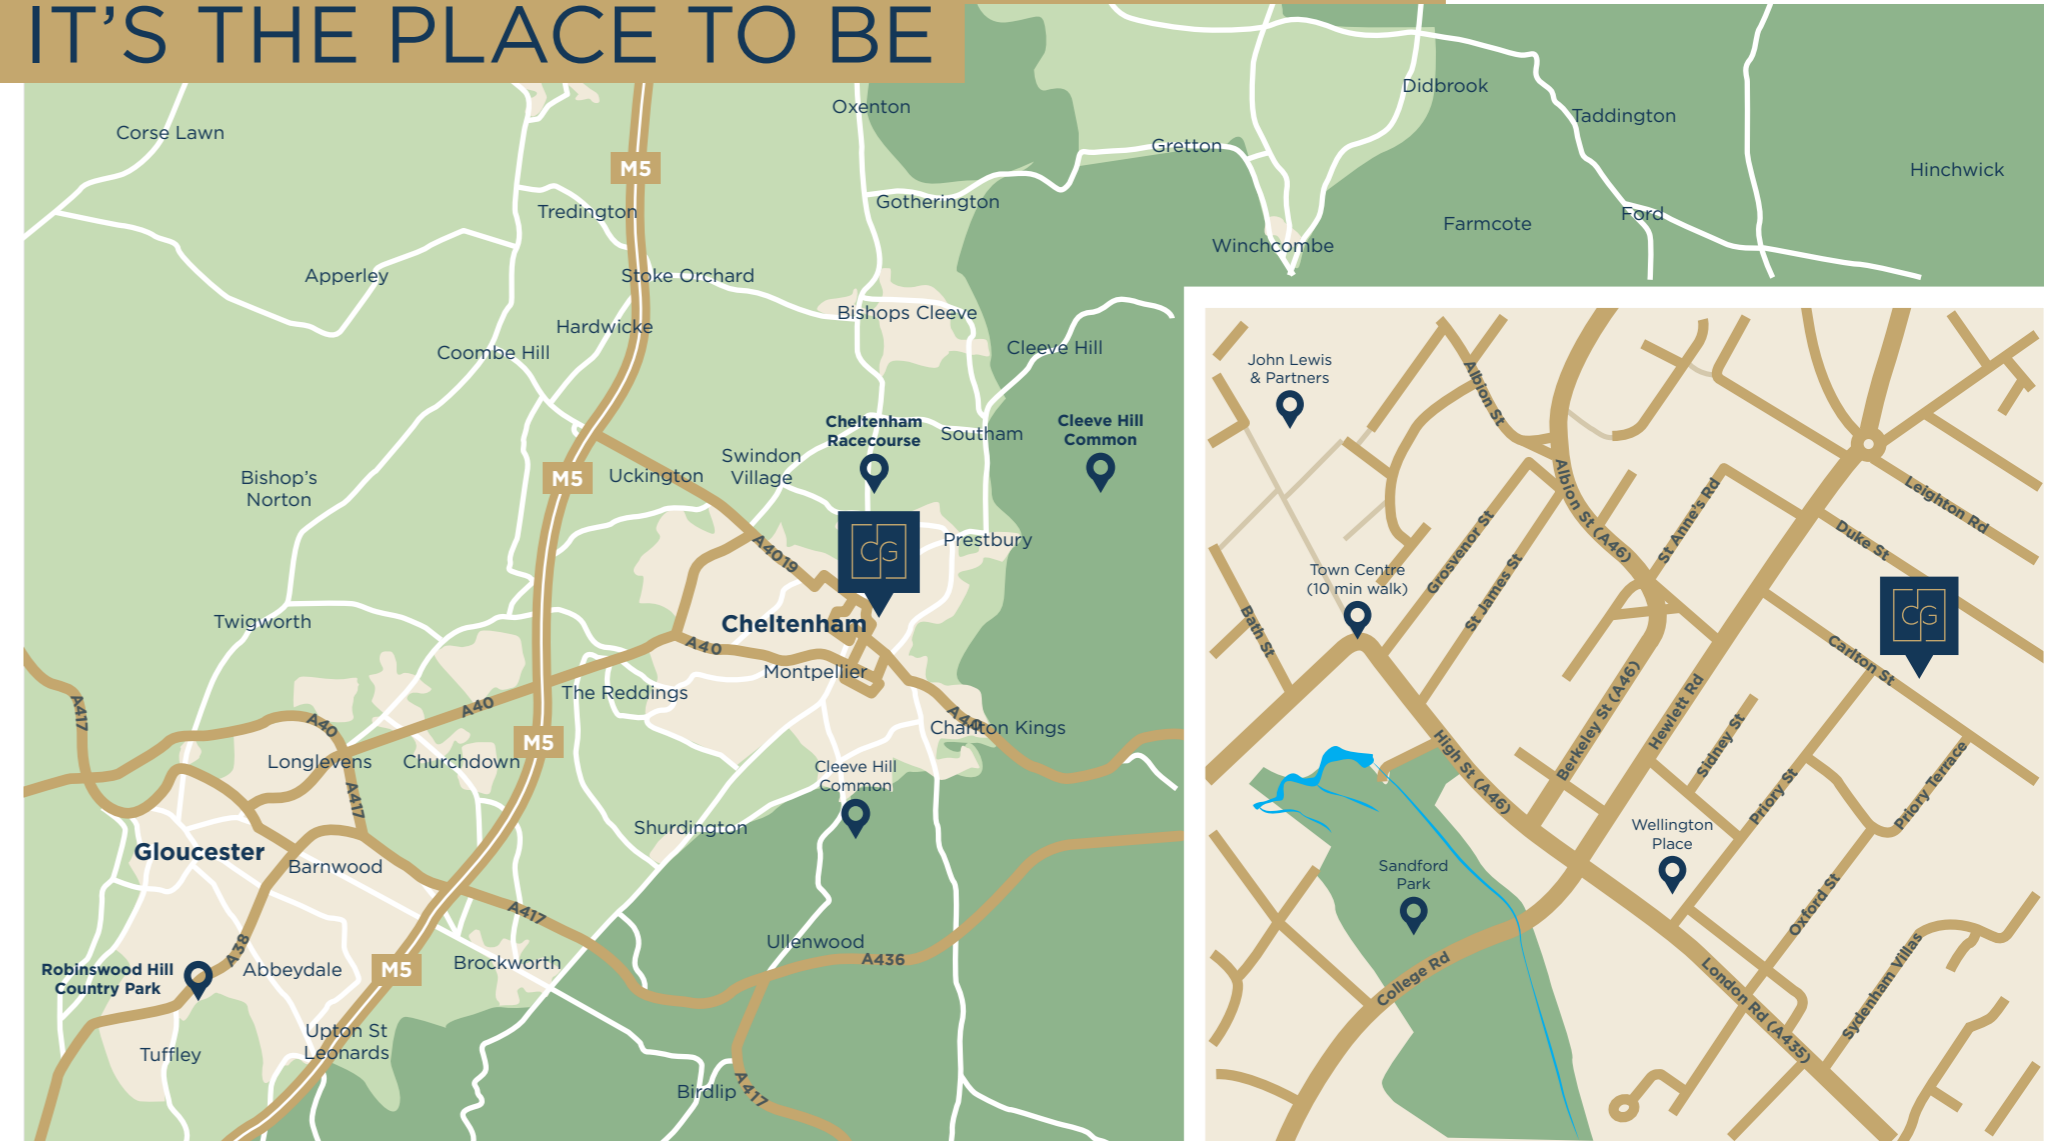 IT'S THE PLACE TO BE
Corse Lawn
Oxenton
Didbrook
Taddington
Gretton
Hinchwick
M5
Tredington
Gotherington
Ford
Farmcote
Winchcombe
Apperley
Stoke Orchard
Bishops Cleeve
Hardwicke
Coombe Hill
Cleeve Hill
Cheltenham
Racecourse
Southam
Cleeve Hill
Common
Swindon
Village
M5
Uckington
Bishop's
Norton
CG
Prestbury
A4019
Twigworth
Cheltenham
A40
Montpellier
The Reddings
A417
A40
A40
A40
Charlton Kings
M5
Longlevens
Churchdown
Cleeve Hill
Common
A417
Shurdington
Gloucester
Barnwood
A417
Ullenwood
A436
A38
Robinswood Hill
Country Park
Abbeydale
M5
Brockworth
Upton St
Leonards
Tuffley
Birdlip
A417
John Lewis
& Partners
Albion St
Albion St (A46)
St Anne's Rd
Leighton Rd
Duke St
Grosvenor St
St James St
Town Centre
(10 min walk)
Bath St
CG
Carlton St
Berkeley St (A46)
Hewlett Rd
Sidney St
High St (A46)
Priory St
Priory Terrace
Wellington
Place
Sandford
Park
Oxford St
College Rd
London Rd (A435)
Sydenham Villas